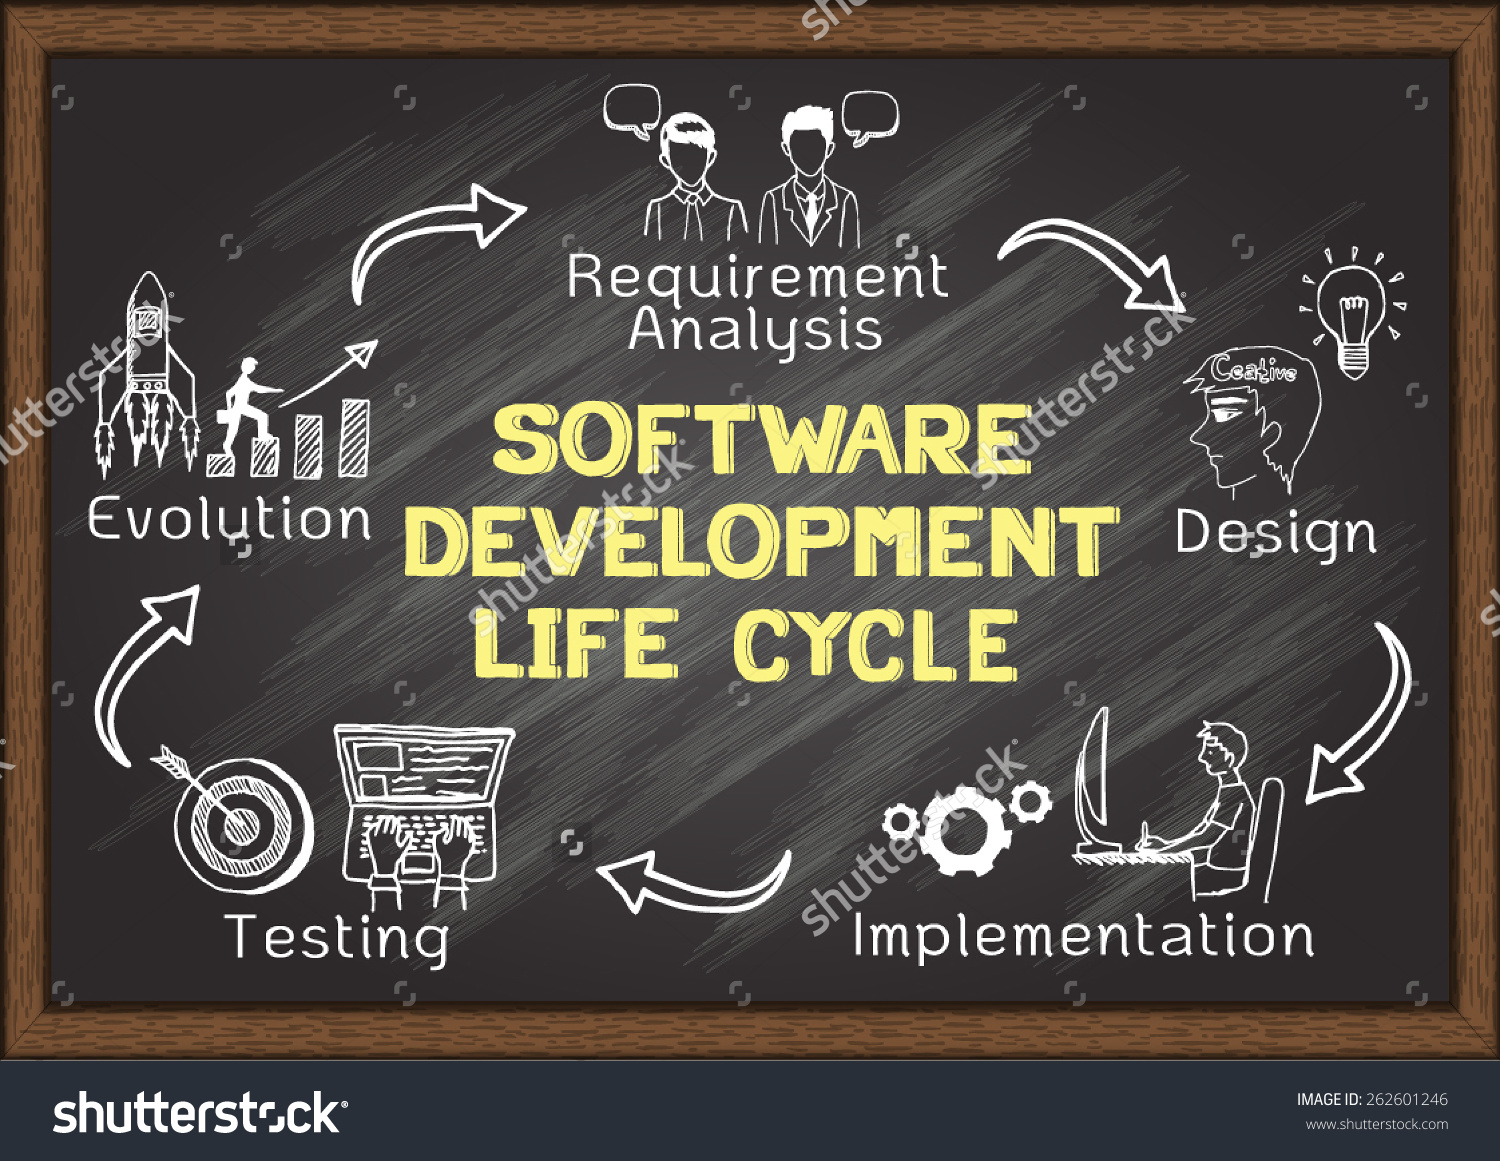 Requirement
Analysis
Ceative
SOFTWARE
DEVELOPMENT
LIFE CYCLE
Evolution
Design
Testing
Implementation
shutterstock
shutterstock
shutterstock
shutterstock
shutterstock®
IMAGE ID: 262601246
www.shutterstock.com